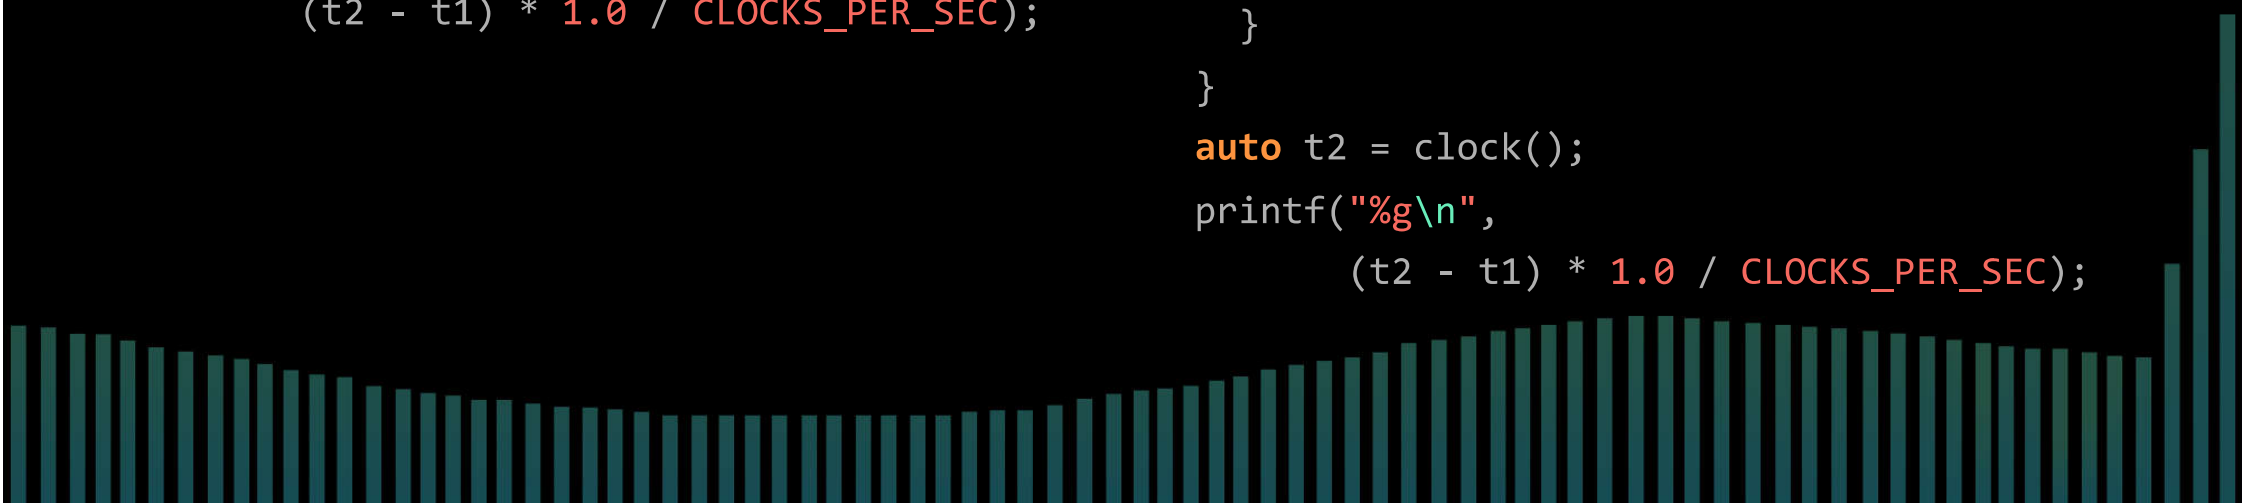 (t2 - t1) * 1.0 / CLOCKS_PER_SEC);
}
}
auto t2 = clock();
printf("%g\n",
(t2 - t1) * 1.0 / CLOCKS_PER_SEC);